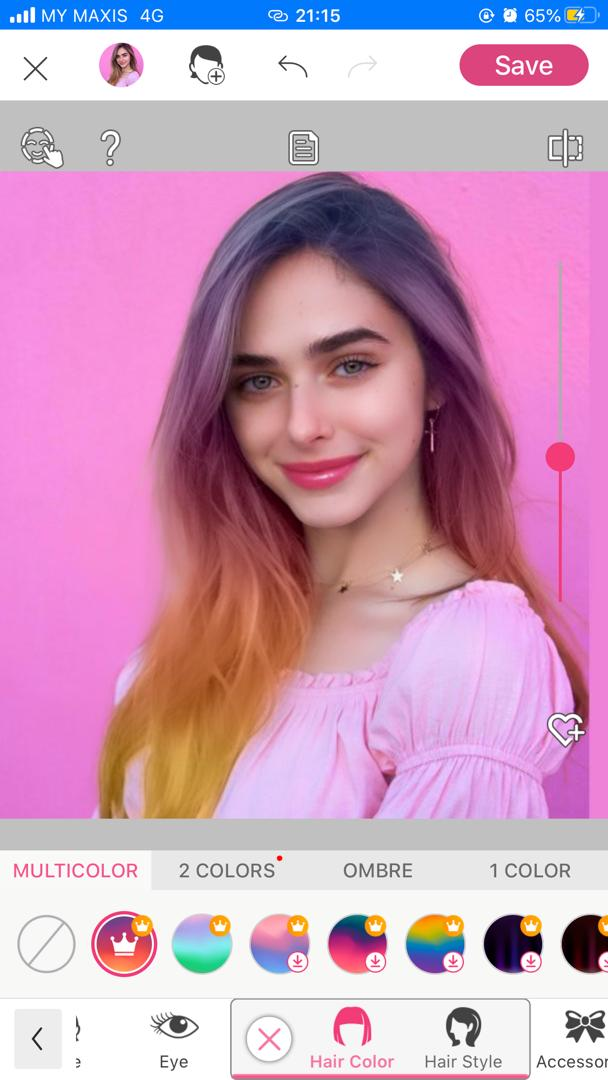 MY MAXIS 4G 21:15 65%
Save
MULTICOLOR 2 COLORS OMBRE 1 COLOR
e Eye Hair Color Hair Style Accessor